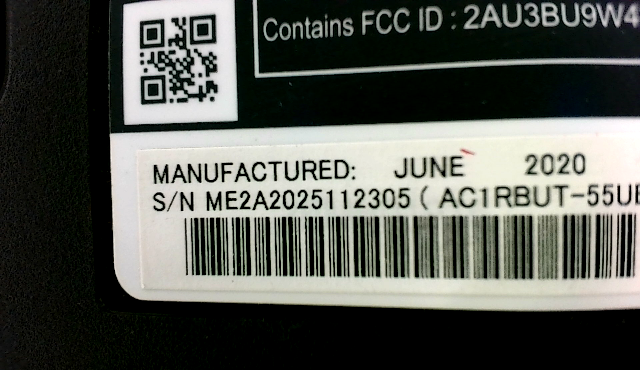 Contains FCC ID : 2AU3BU9W4
MANUFACTURED: JUNE 2020
S/N ME2A2025112305 ( AC1RBUT-55UE